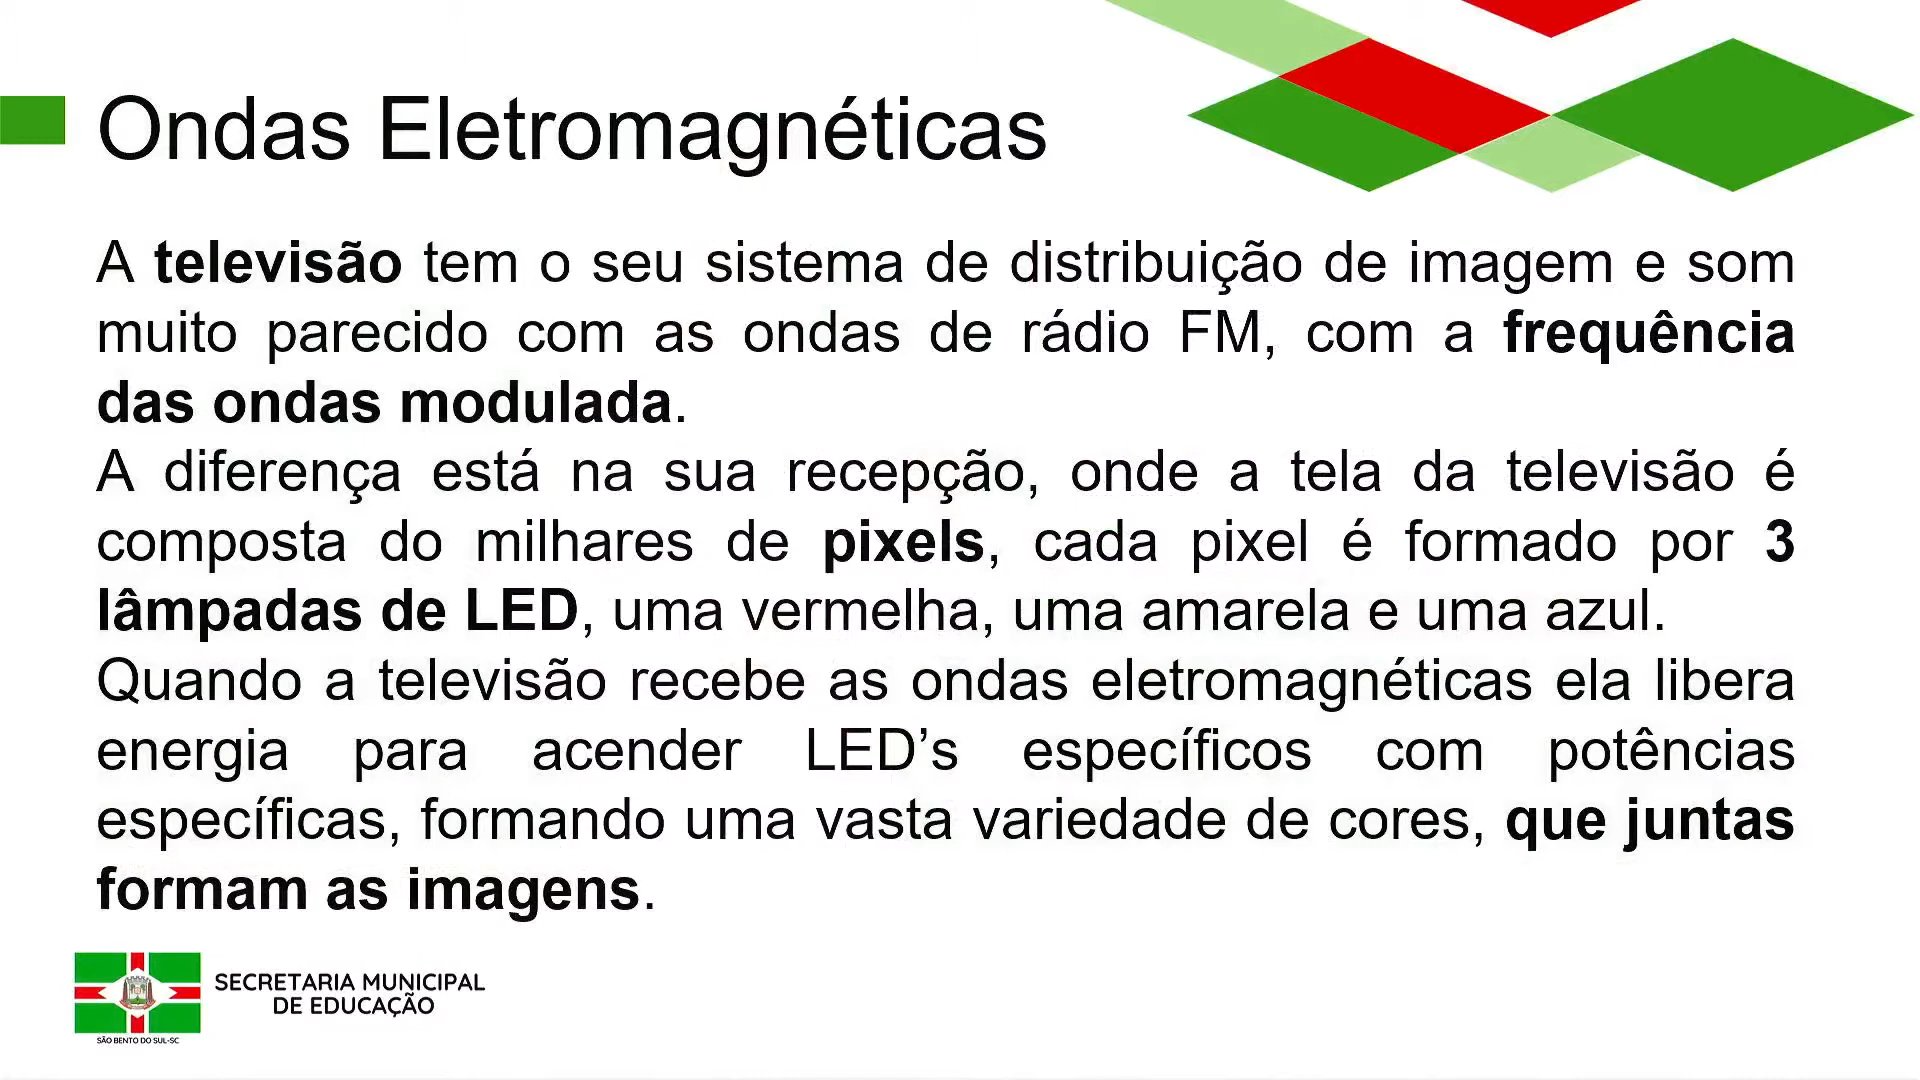 Ondas Eletromagnéticas
A televisão tem o seu sistema de distribuição de imagem e som
muito parecido com as ondas de rádio FM, com a frequência
das ondas modulada.
A diferença está na sua recepção, onde a tela da televisão é
composta do milhares de pixels, cada pixel é formado por 3
lâmpadas de LED, uma vermelha, uma amarela e uma azul.
Quando a televisão recebe as ondas eletromagnéticas ela libera
energia para acender LED’s específicos com potências
específicas, formando uma vasta variedade de cores, que juntas
formam as imagens.
SECRETARIA MUNICIPAL
DE EDUCAÇÃO
SÃO BENTO DO SUL-SC